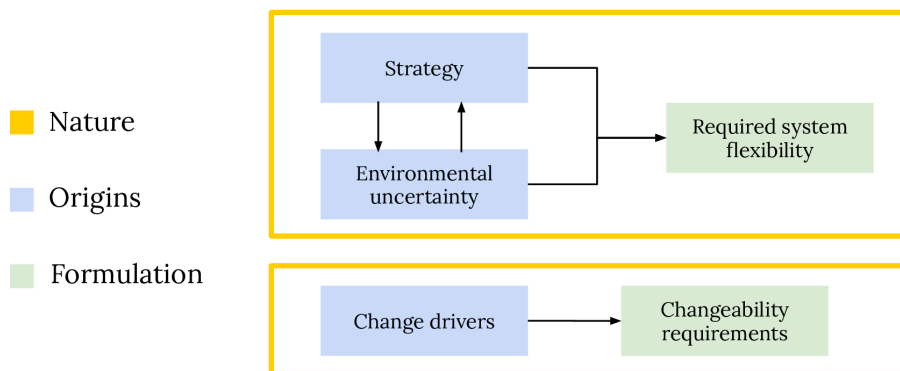 Nature
Origins
Formulation
Strategy
Environmental
uncertainty
Required system
flexibility
Change drivers
Changeability
requirements